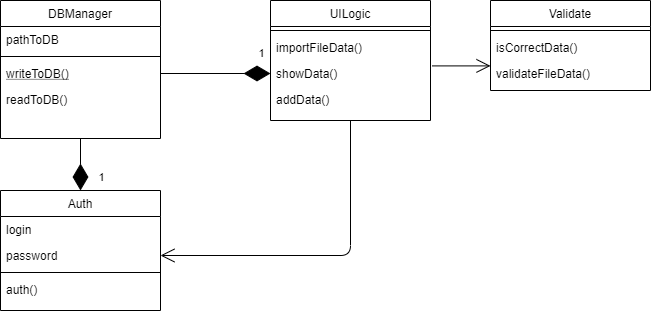 DBManager
pathToDB
writeToDB()
readToDB()
1
UILogic
importFileData()
showData()
addData()
Validate
isCorrectData()
validateFileData()
1
Auth
login
password
auth()